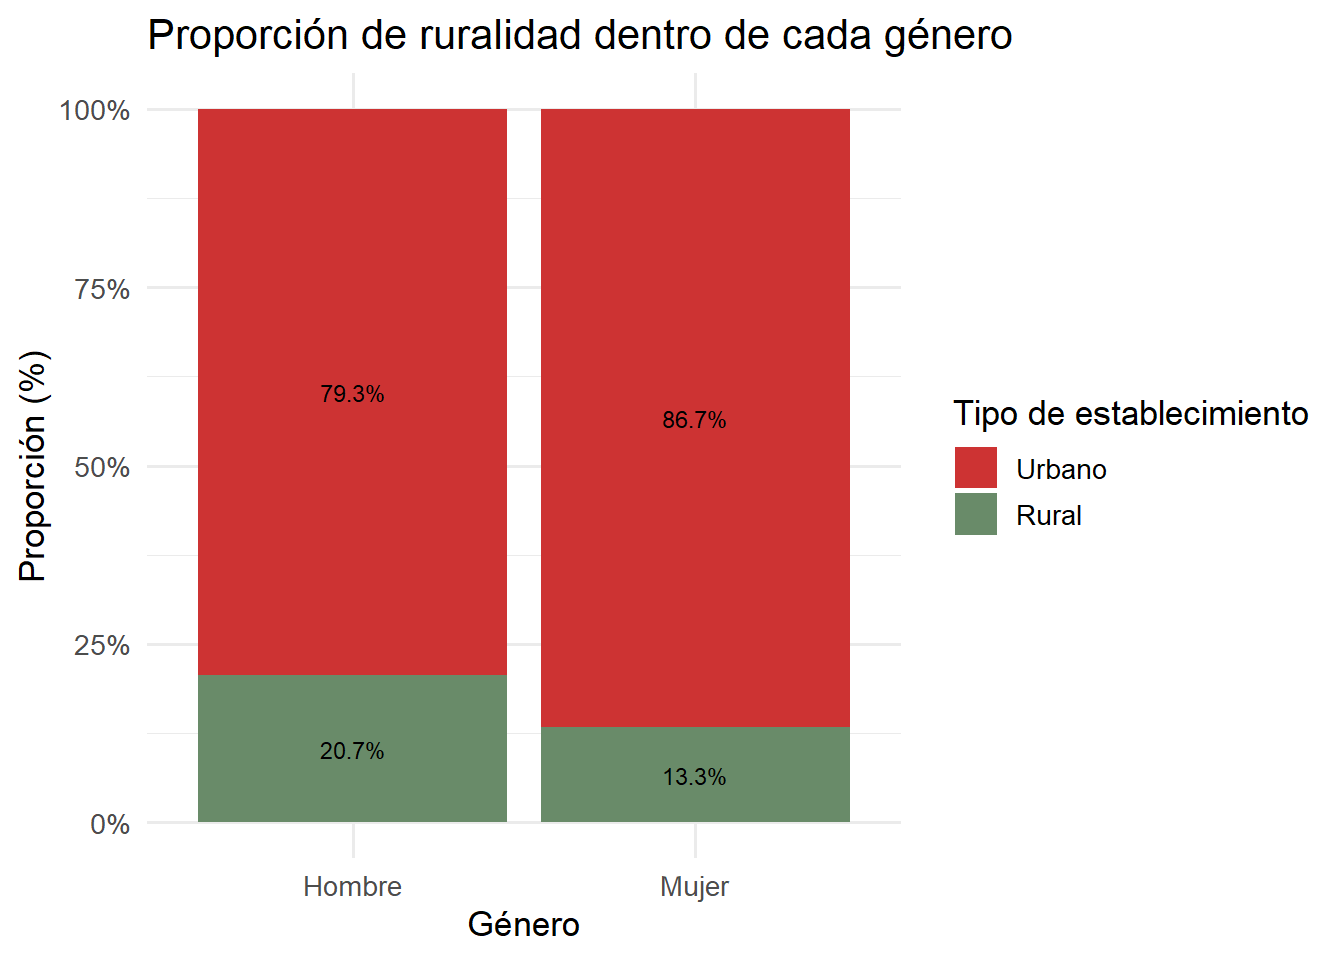 Proporción de ruralidad dentro de cada género
100%
75%
50%
25%
0%
Proporción (%)
79.3%
86.7%
20.7%
13.3%
Hombre
Mujer
Género
Tipo de establecimiento
Urbano
Rural